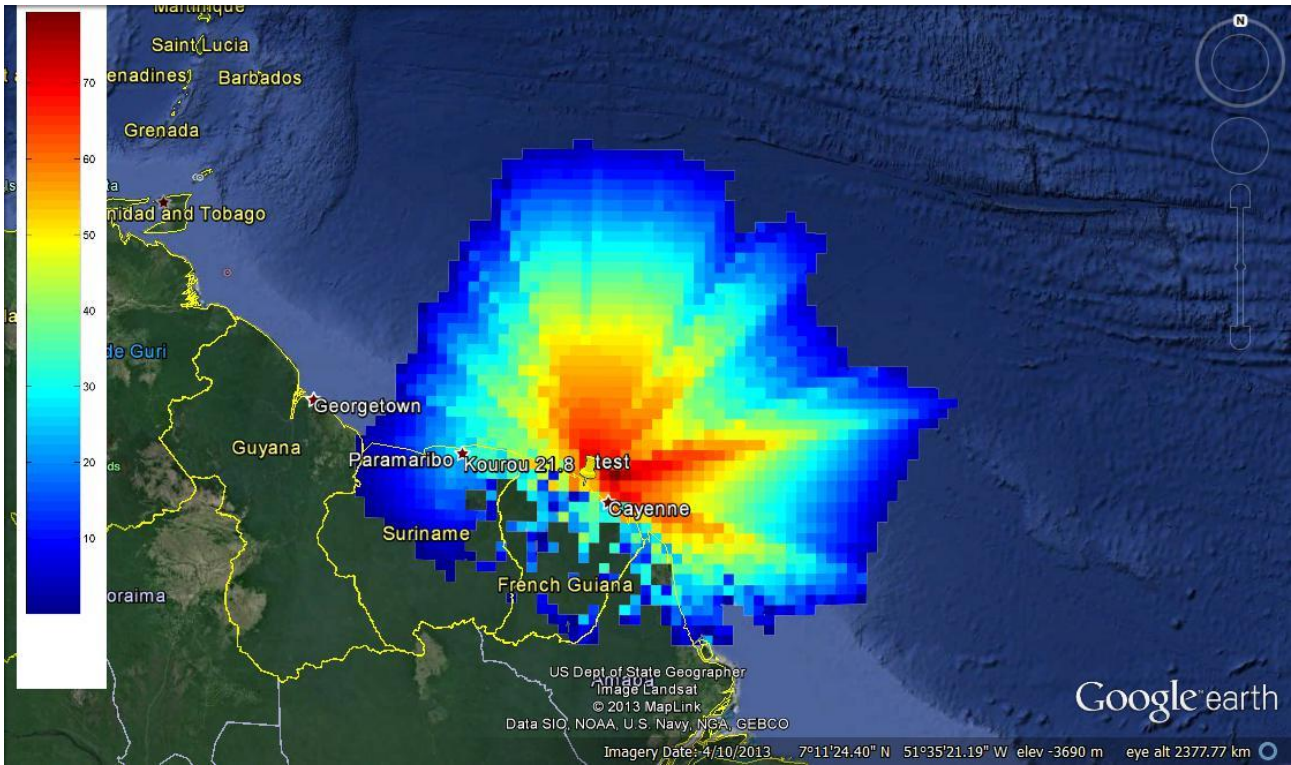 Martinique
Saint Lucia
enadines
Barbados
Grenada
ta
nidad and Tobago
de Guri
Georgetown
Guyana
Paramaribo
Kourou 21.8
test
Cayenne
Suriname
French Guiana
oraima
Amapá
70
60
50
40
30
20
10
N
US Dept of State Geographer
Image Landsat
© 2013 MapLink
Data SIO, NOAA, U.S. Navy, NGA, GEBCO
Google earth
Imagery Date: 4/10/2013 7°11'24.40" N 51°35'21.19" W elev -3690 m eye alt 2377.77 km